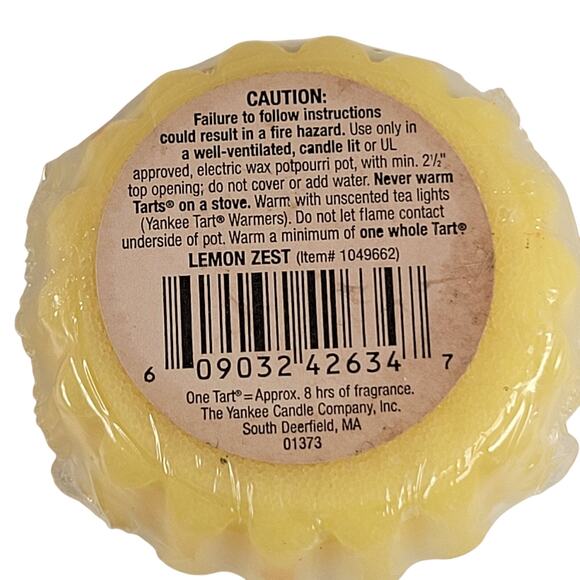 CAUTION:
Failure to follow instructions
could result in a fire hazard. Use only in
a well-ventilated, candle lit or UL
approved, electric wax potpourri pot, with min. 2½"
top opening; do not cover or add water. Never warm
Tarts® on a stove. Warm with unscented tea lights
(Yankee Tart® Warmers). Do not let flame contact
underside of pot. Warm a minimum of one whole Tart®
LEMON ZEST (Item# 1049662)
6 09032 42634 7
One Tart® = Approx. 8 hrs of fragrance.
The Yankee Candle Company, Inc.
South Deerfield, MA
01373